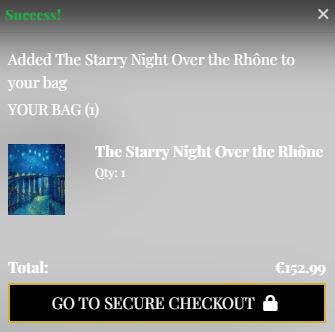 Success!
Added The Starry Night Over the Rhône to
your bag
YOUR BAG (1)
The Starry Night Over the Rhône
Qty: 1
Total: €152.99
GO TO SECURE CHECKOUT